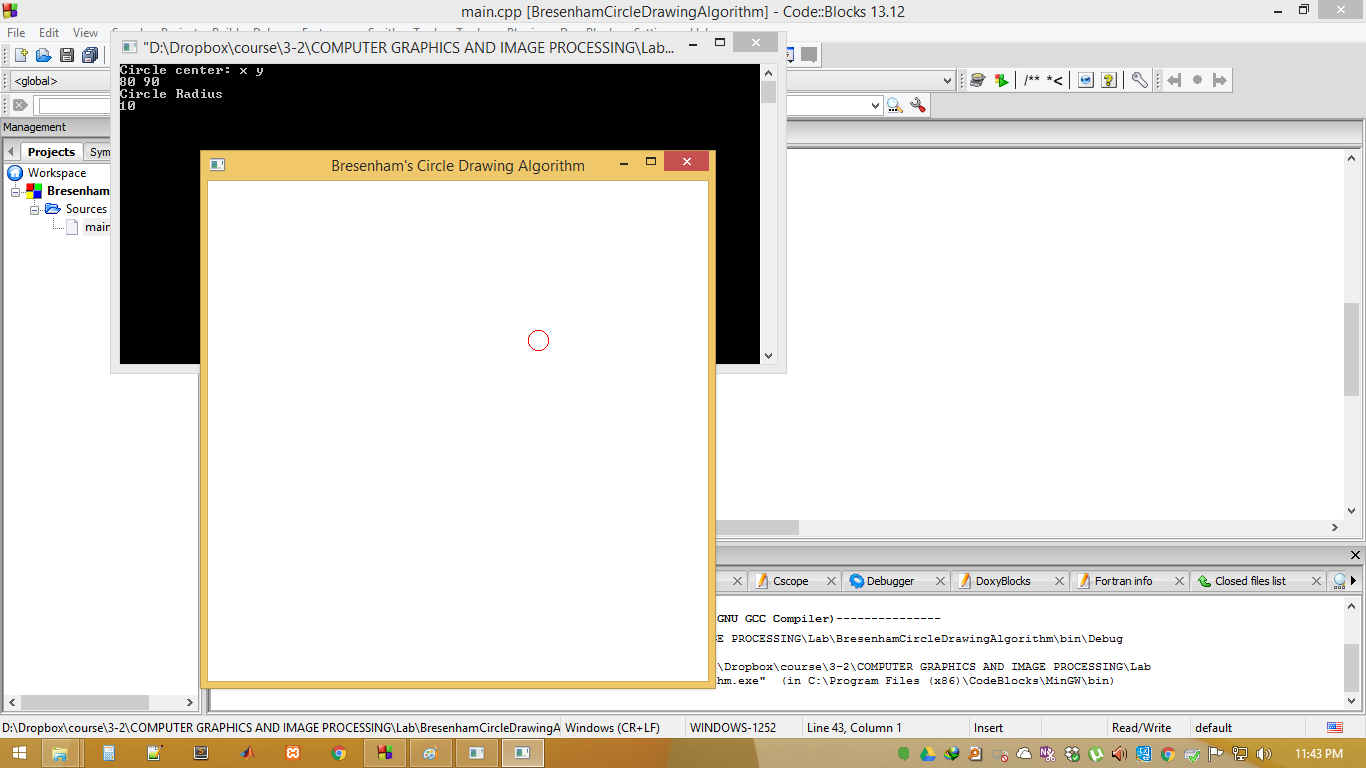 main.cpp [BresenhamCircleDrawingAlgorithm] - Code::Blocks 13.12
File Edit View
"D:\Dropbox\course\3-2\COMPUTER GRAPHICS AND IMAGE PROCESSING\Lab...
<global>
/** *<
Circle center: x y
80 90
Circle Radius
10
Management
Projects Sym
Workspace
Bresenham
Sources
main
Bresenham's Circle Drawing Algorithm
Cscope Debugger DoxyBlocks Fortran info Closed files list
GNU GCC Compiler)---------------
GE PROCESSING\Lab\BresenhamCircleDrawingAlgorithm\bin\Debug
\Dropbox\course\3-2\COMPUTER GRAPHICS AND IMAGE PROCESSING\Lab
hm.exe" (in C:\Program Files (x86)\CodeBlocks\MinGW\bin)
D:\Dropbox\course\3-2\COMPUTER GRAPHICS AND IMAGE PROCESSING\Lab\BresenhamCircleDrawingA Windows (CR+LF) WINDOWS-1252 Line 43, Column 1 Insert Read/Write default
11:43 PM